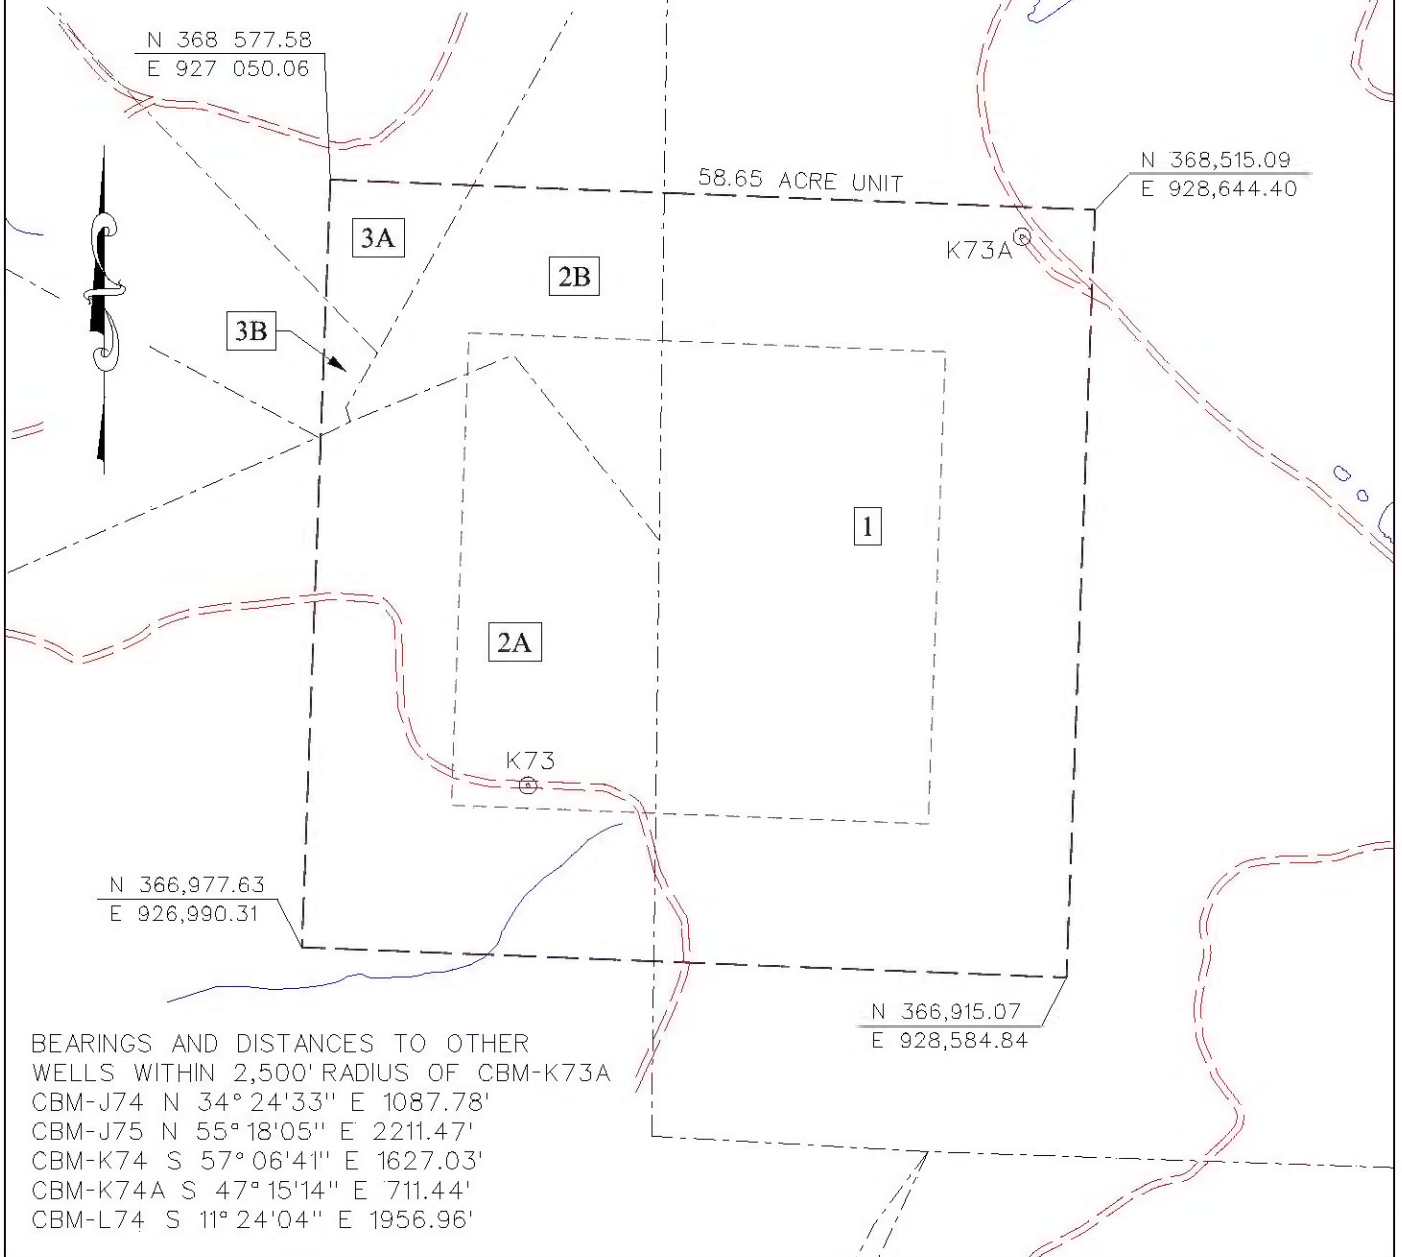 N 368 577.58
E 927 050.06
N 368,515.09
E 928,644.40
58.65 ACRE UNIT
3A
K73A
2B
3B
1
2A
K73
N 366,977.63
E 926,990.31
N 366,915.07
E 928,584.84
BEARINGS AND DISTANCES TO OTHER
WELLS WITHIN 2,500' RADIUS OF CBM-K73A
CBM-J74 N 34°24'33" E 1087.78'
CBM-J75 N 55°18'05" E 2211.47'
CBM-K74 S 57°06'41" E 1627.03'
CBM-K74A S 47°15'14" E 711.44'
CBM-L74 S 11°24'04" E 1956.96'